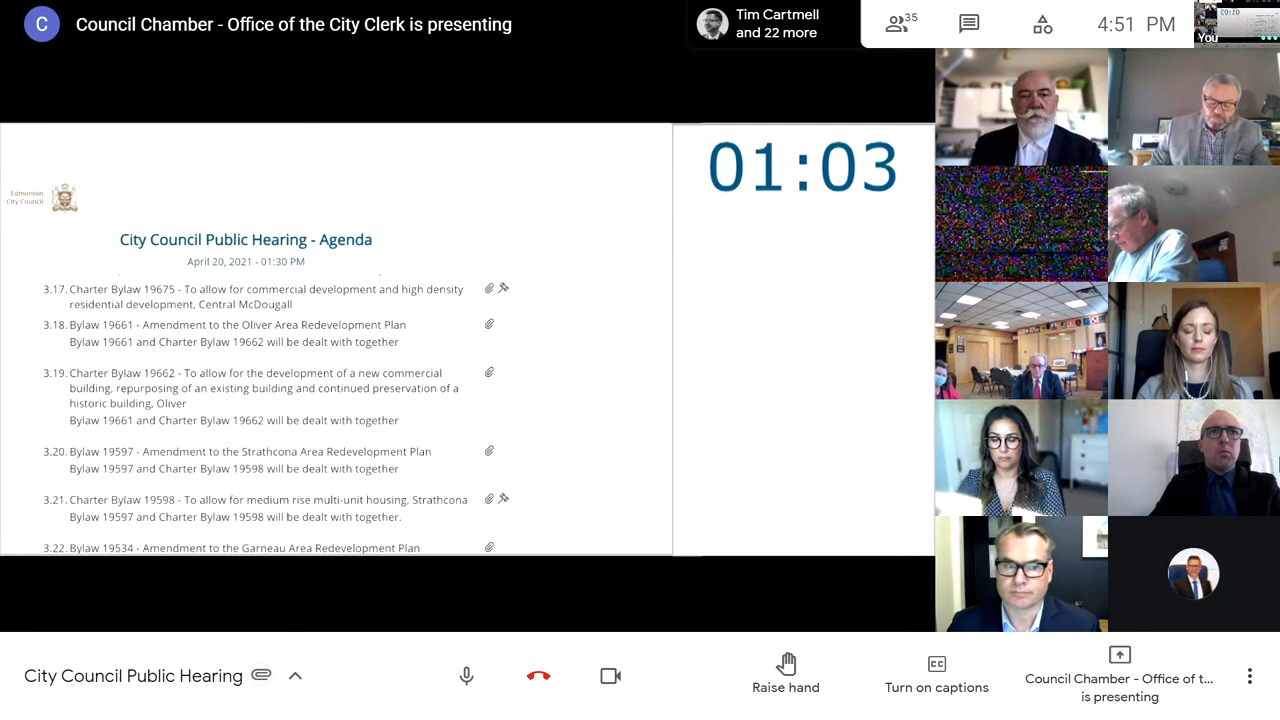 C
Council Chamber - Office of the City Clerk is presenting
Tim Cartmell
and 22 more
35
4:51 PM
You
01:03
Edmonton
City Council
City Council Public Hearing - Agenda
April 20, 2021 - 01:30 PM
3.17. Charter Bylaw 19675 - To allow for commercial development and high density
residential development, Central McDougall
3.18. Bylaw 19661 - Amendment to the Oliver Area Redevelopment Plan
Bylaw 19661 and Charter Bylaw 19662 will be dealt with together
3.19. Charter Bylaw 19662 - To allow for the development of a new commercial
building, repurposing of an existing building and continued preservation of a
historic building, Oliver
Bylaw 19661 and Charter Bylaw 19662 will be dealt with together
3.20. Bylaw 19597 - Amendment to the Strathcona Area Redevelopment Plan
Bylaw 19597 and Charter Bylaw 19598 will be dealt with together
3.21. Charter Bylaw 19598 - To allow for medium rise multi-unit housing, Strathcona
Bylaw 19597 and Charter Bylaw 19598 will be dealt with together.
3.22. Bylaw 19534 - Amendment to the Garneau Area Redevelopment Plan
City Council Public Hearing
Raise hand
CC
Turn on captions
Council Chamber - Office of t...
is presenting